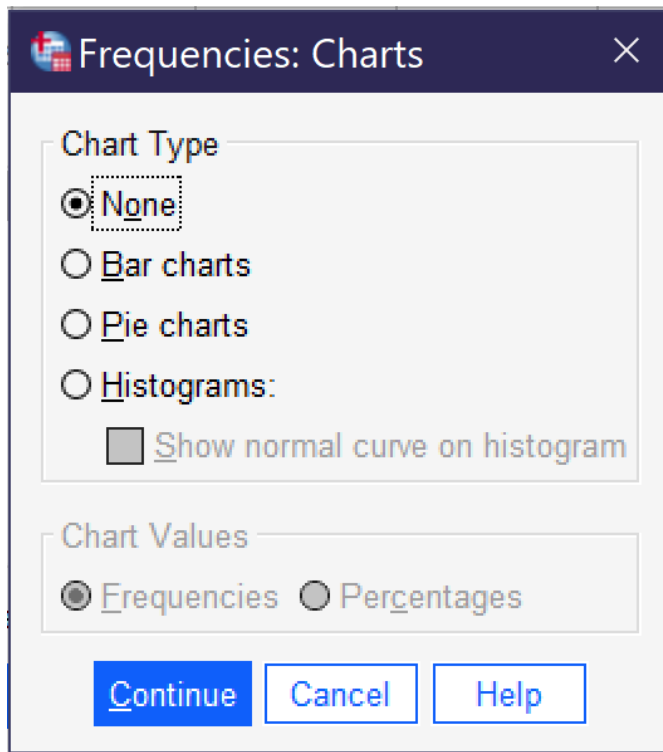 Frequencies: Charts
Chart Type
None
Bar charts
Pie charts
Histograms:
Show normal curve on histogram
Chart Values
Frequencies Percentages
Continue Cancel Help